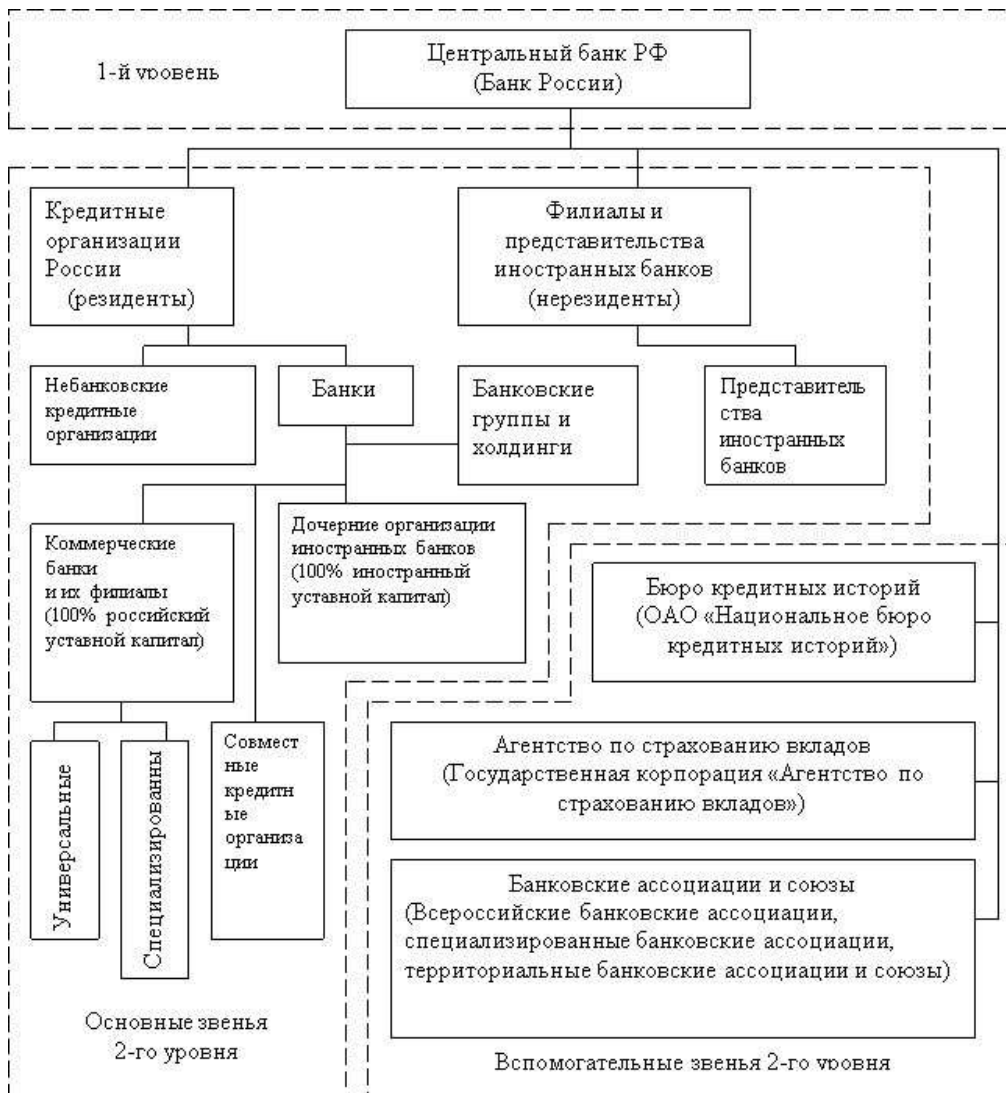 1-й уровень
Центральный банк РФ
(Банк России)
Кредитные
организации
России
(резиденты)
Филиалы и
представительства
иностранных банков
(нерезиденты)
Небанковские
кредитные
организации
Банки
Банковские
группы и
холдинги
Представитель
ства
иностранных
банков
Коммерческие
банки
и их филиалы
(100% российский
уставной капитал)
Дочерние организации
иностранных банков
(100% иностранный
уставной капитал)
Бюро кредитных историй
(ОАО «Национальное бюро
кредитных историй»)
Универсальные
Специализированны
Совмест
ные
кредитн
ые
организа
ции
Агентство по страхованию вкладов
(Государственная корпорация «Агентство по
страхованию вкладов»)
Банковские ассоциации и союзы
(Всероссийские банковские ассоциации,
специализированные банковские ассоциации,
территориальные банковские ассоциации и союзы)
Основные звенья
2-го уровня
Вспомогательные звенья 2-го уровня